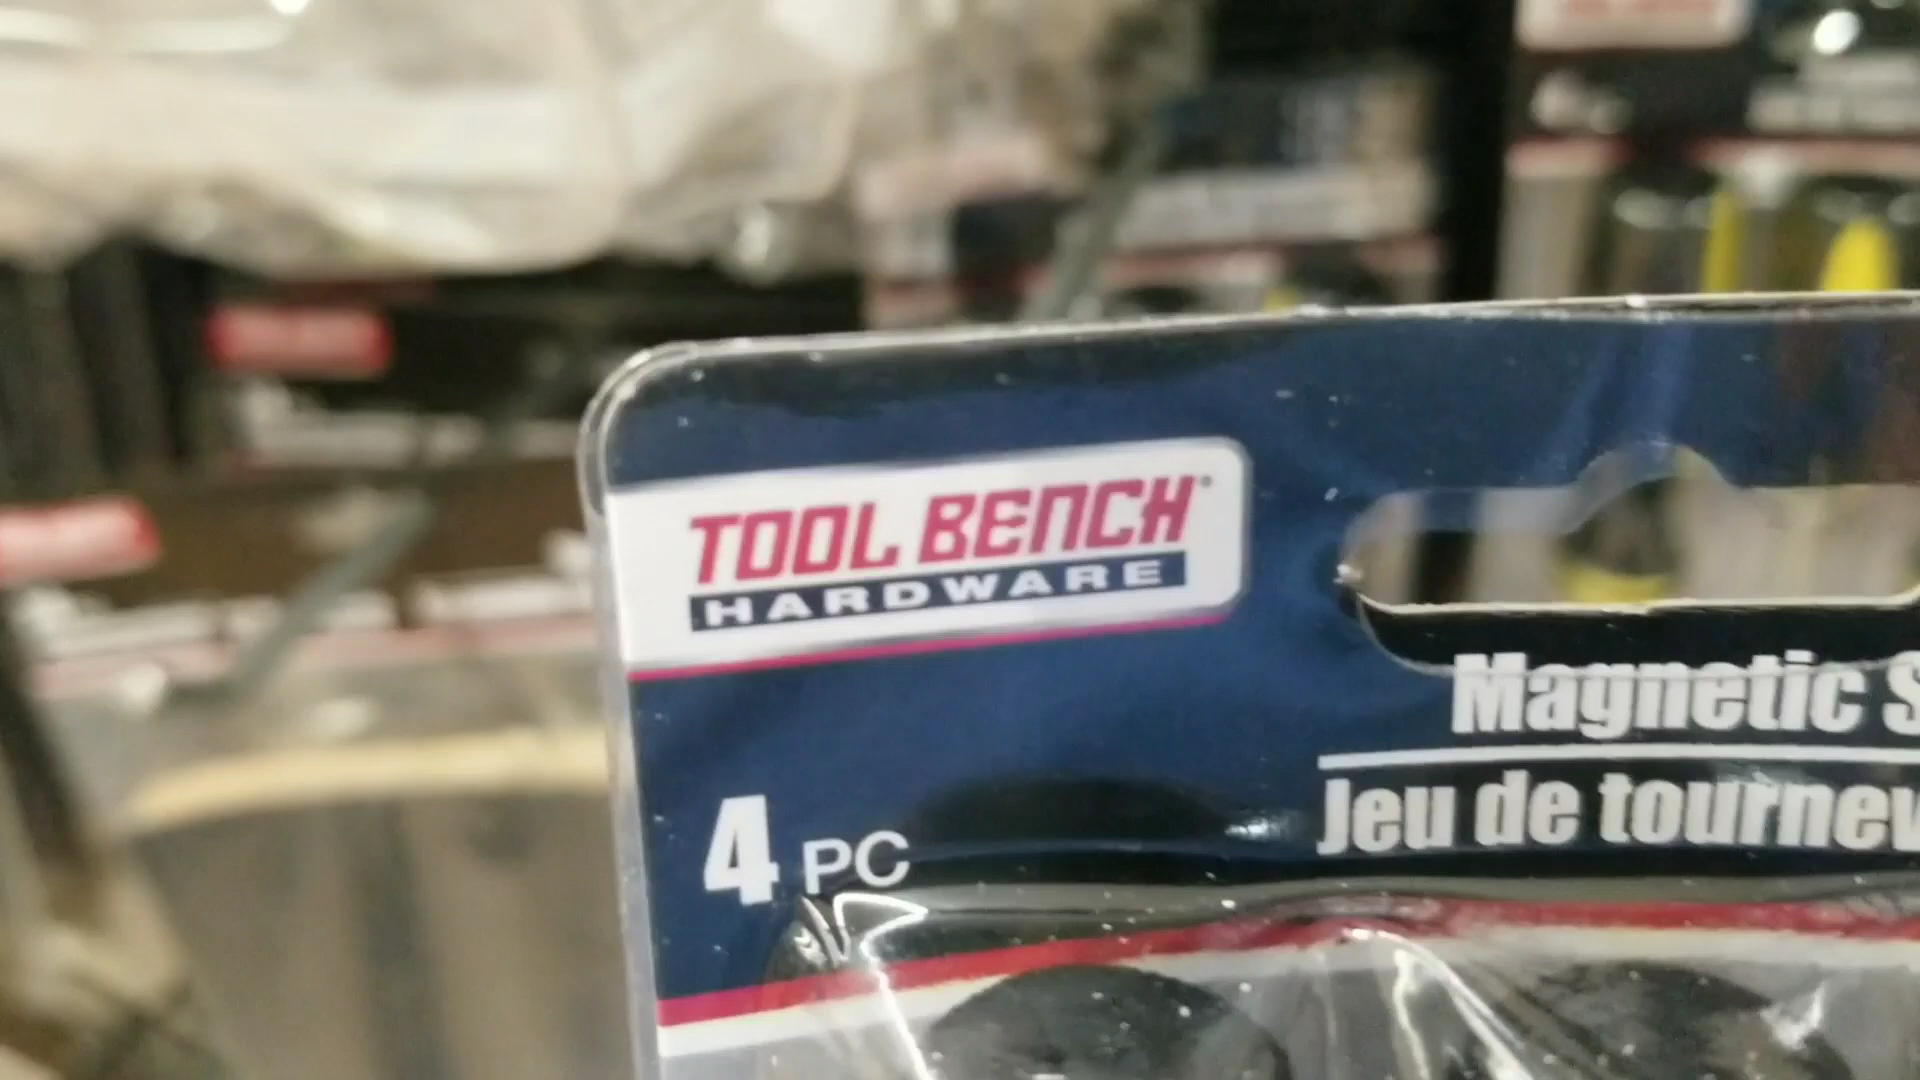 TOOL BENCH
HARDWARE
Magnetic
Jeu de
4 PC